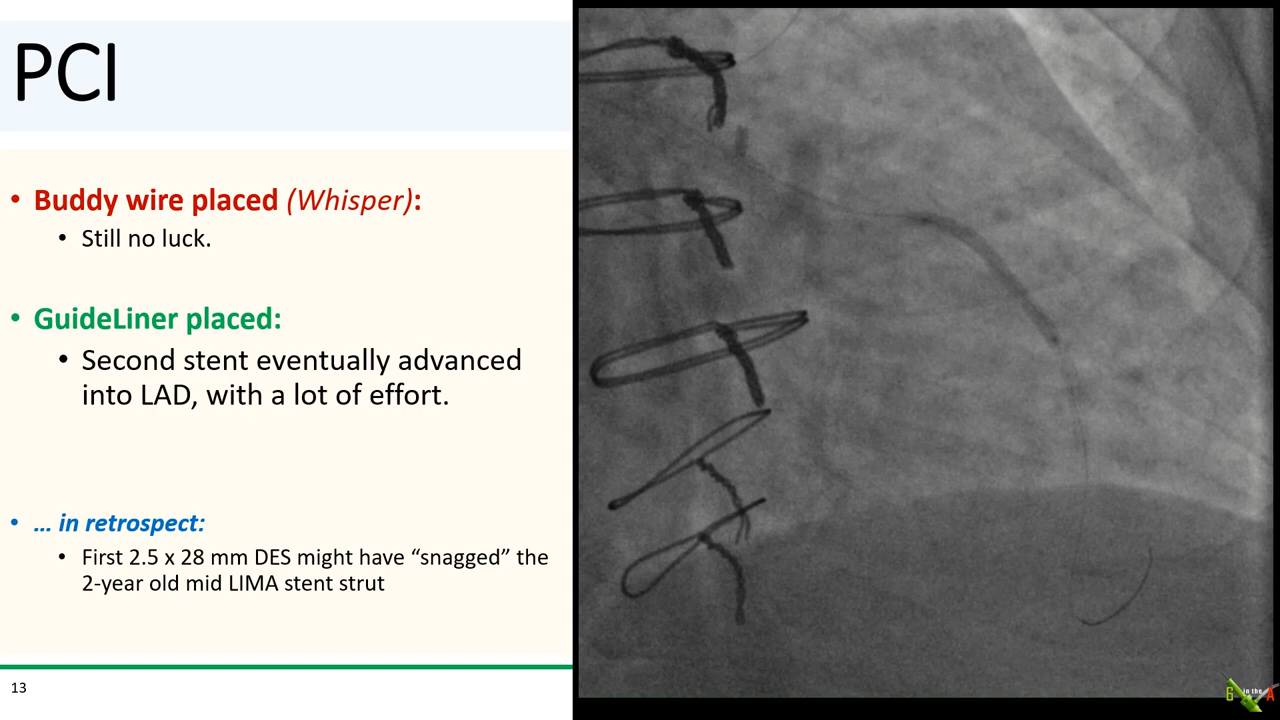 PCI
• Buddy wire placed (Whisper):
• Still no luck.
• GuideLiner placed:
• Second stent eventually advanced
into LAD, with a lot of effort.
• … in retrospect:
• First 2.5 x 28 mm DES might have “snagged” the
2-year old mid LIMA stent strut
13
G in the A